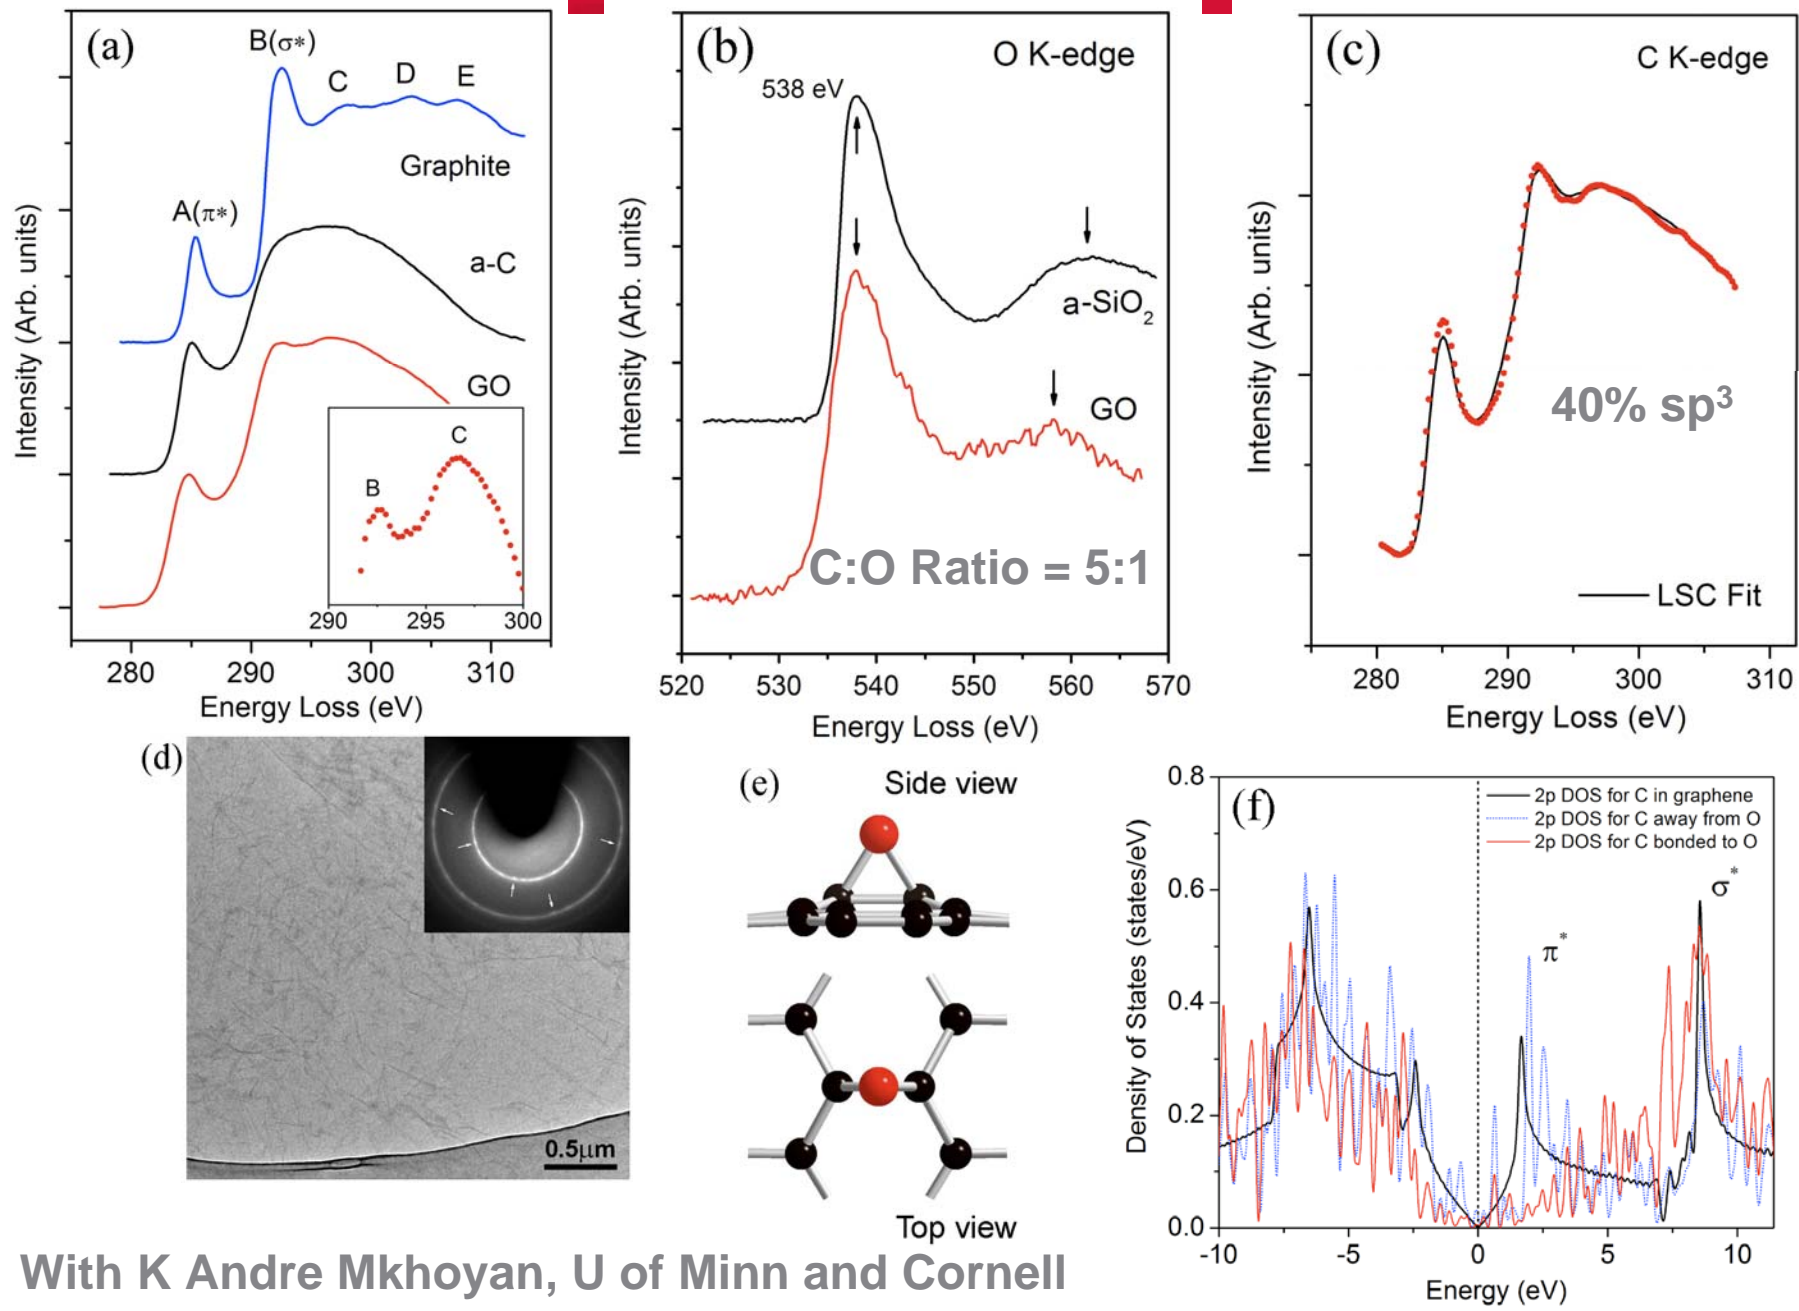 (a)
B(σ*)
C
D
E
A(π*)
Graphite
a-C
GO
B
C
290 295 300
Intensity (Arb. units)
280 290 300 310
Energy Loss (eV)
(b)
O K-edge
538 eV
a-SiO2
GO
C:O Ratio = 5:1
Intensity (Arb. units)
520 530 540 550 560 570
Energy Loss (eV)
(c)
C K-edge
40% sp3
LSC Fit
Intensity (Arb. units)
280 290 300 310
Energy Loss (eV)
(d)
0.5μm
(e)
Side view
Top view
(f)
2p DOS for C in graphene
2p DOS for C away from O
2p DOS for C bonded to O
σ*
π*
0.8
0.6
0.4
0.2
0.0
Density of States (states/eV)
-10 -5 0 5 10
Energy (eV)
With K Andre Mkhoyan, U of Minn and Cornell